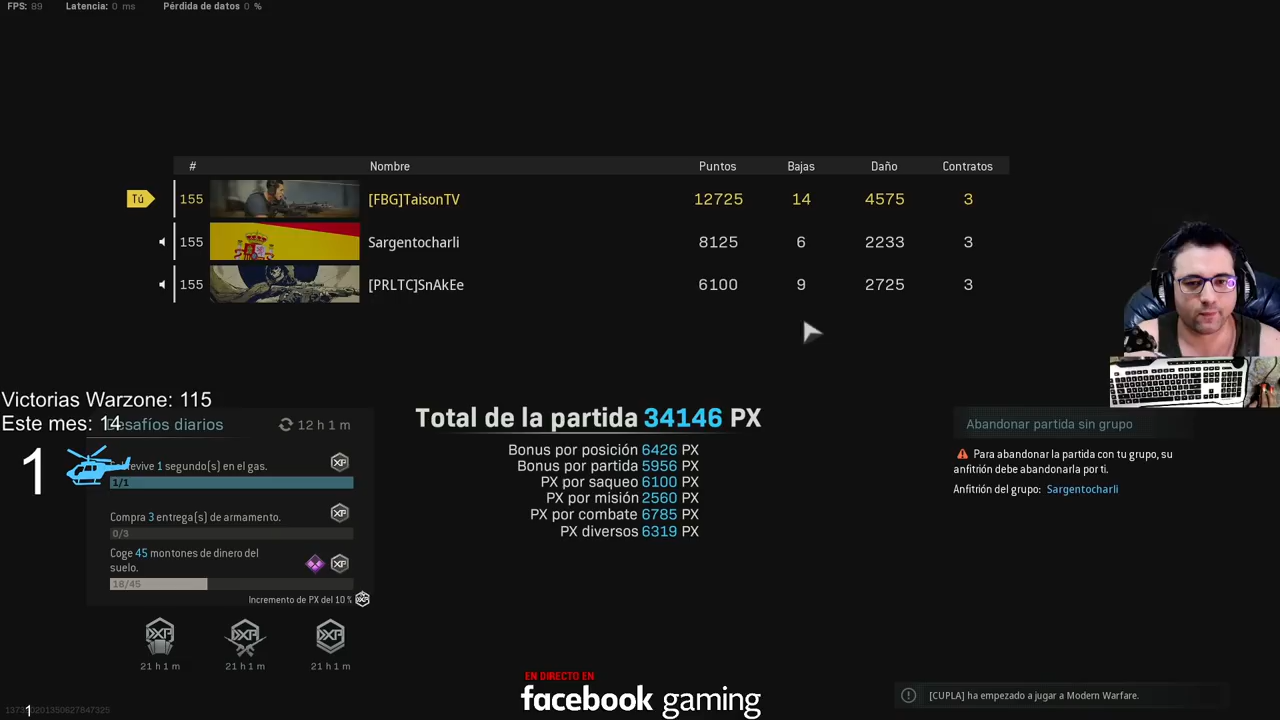 FPS: 89 Latencia: 0 ms Pérdida de datos 0 %
# Nombre Puntos Bajas Daño Contratos
Tú 155 [FBG]TaisonTV 12725 14 4575 3
155 Sargentocharli 8125 6 2233 3
155 [PRLTC]SnAkEe 6100 9 2725 3
Victorias Warzone: 115
Este mes: 14
Desafíos diarios 12 h 1 m
1
1 segundo(s) en el gas. XP
1/1
Compra 3 entrega(s) de armamento. XP
0/3
Coge 45 montones de dinero del
suelo. XP
18/45
Incremento de PX del 10 %
21 h 1 m 21 h 1 m 21 h 1 m
Total de la partida 34146 PX
Bonus por posición 6426 PX
Bonus por partida 5956 PX
PX por saqueo 6100 PX
PX por misión 2560 PX
PX por combate 6785 PX
PX diversos 6319 PX
Abandonar partida sin grupo
Para abandonar la partida con tu grupo, su
anfitrión debe abandonarla por ti.
Anfitrión del grupo: Sargentocharli
EN DIRECTO EN
facebook gaming
[CUPLA] ha empezado a jugar a Modern Warfare.
1